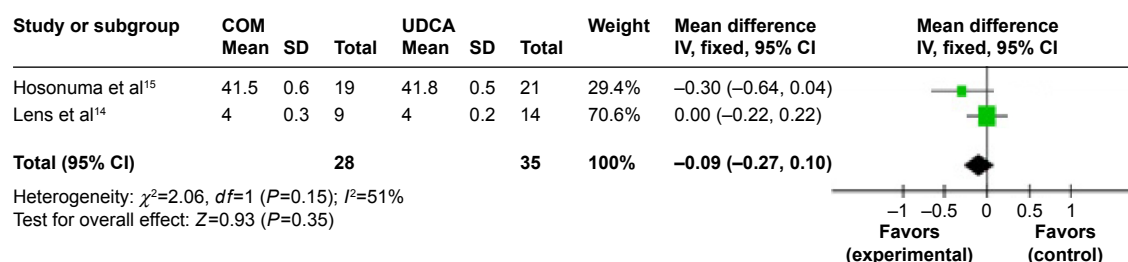 Study or subgroup COM UDCA Weight Mean difference Mean difference
Mean SD Total Mean SD Total IV, fixed, 95% CI IV, fixed, 95% CI
Hosonuma et al¹⁵ 41.5 0.6 19 41.8 0.5 21 29.4% –0.30 (–0.64, 0.04)
Lens et al¹⁴ 4 0.3 9 4 0.2 14 70.6% 0.00 (–0.22, 0.22)
Total (95% CI) 28 35 100% –0.09 (–0.27, 0.10)
Heterogeneity: χ²=2.06, df=1 (P=0.15); I²=51%
Test for overall effect: Z=0.93 (P=0.35)
–1 –0.5 0 0.5 1
Favors Favors
(experimental) (control)